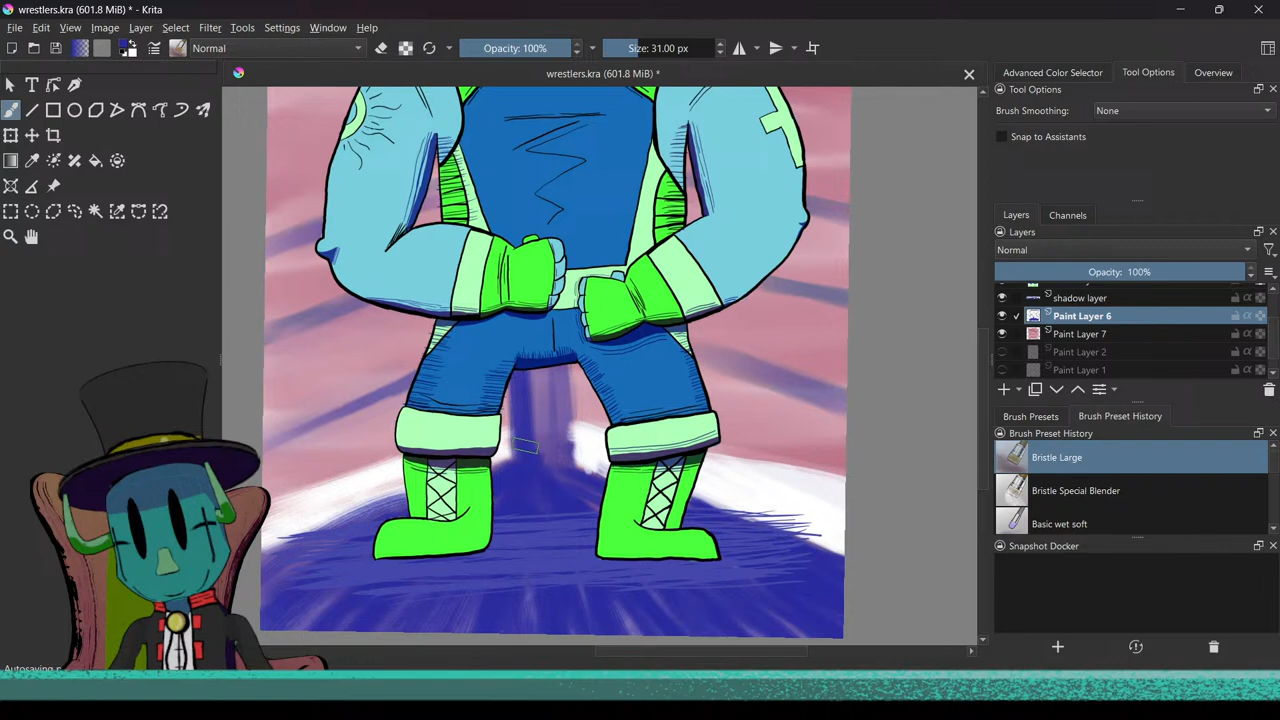 wrestlers.kra (601.8 MiB) * - Krita
File Edit View Image Layer Select Filter Tools Settings Window Help
Normal Opacity: 100% Size: 31.00 px
wrestlers.kra (601.8 MiB) *
Advanced Color Selector Tool Options Overview
Tool Options
Brush Smoothing: None
Snap to Assistants
Layers Channels
Layers
Normal
Opacity: 100%
shadow layer
Paint Layer 6
Paint Layer 7
Paint Layer 2
Paint Layer 1
Brush Presets Brush Preset History
Brush Preset History
Bristle Large
Bristle Special Blender
Basic wet soft
Snapshot Docker
Autosaving